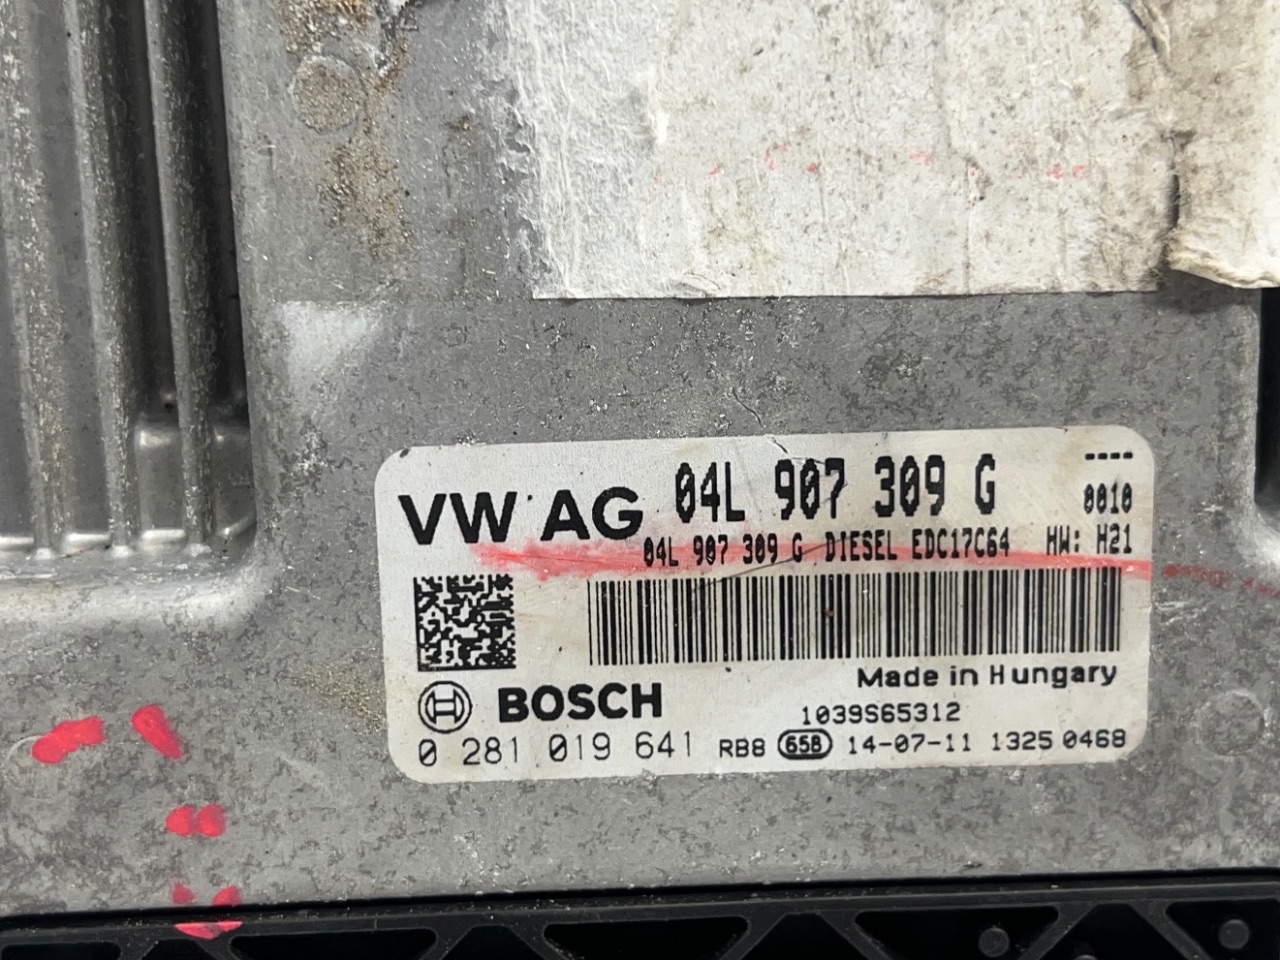 VW AG 04L 907 309 G ----
0010
04L 907 309 G DIESEL EDC17C64 HW: H21
Made in Hungary
BOSCH
1039S65312
0 281 019 641 RB8 65B 14-07-11 1325 0468